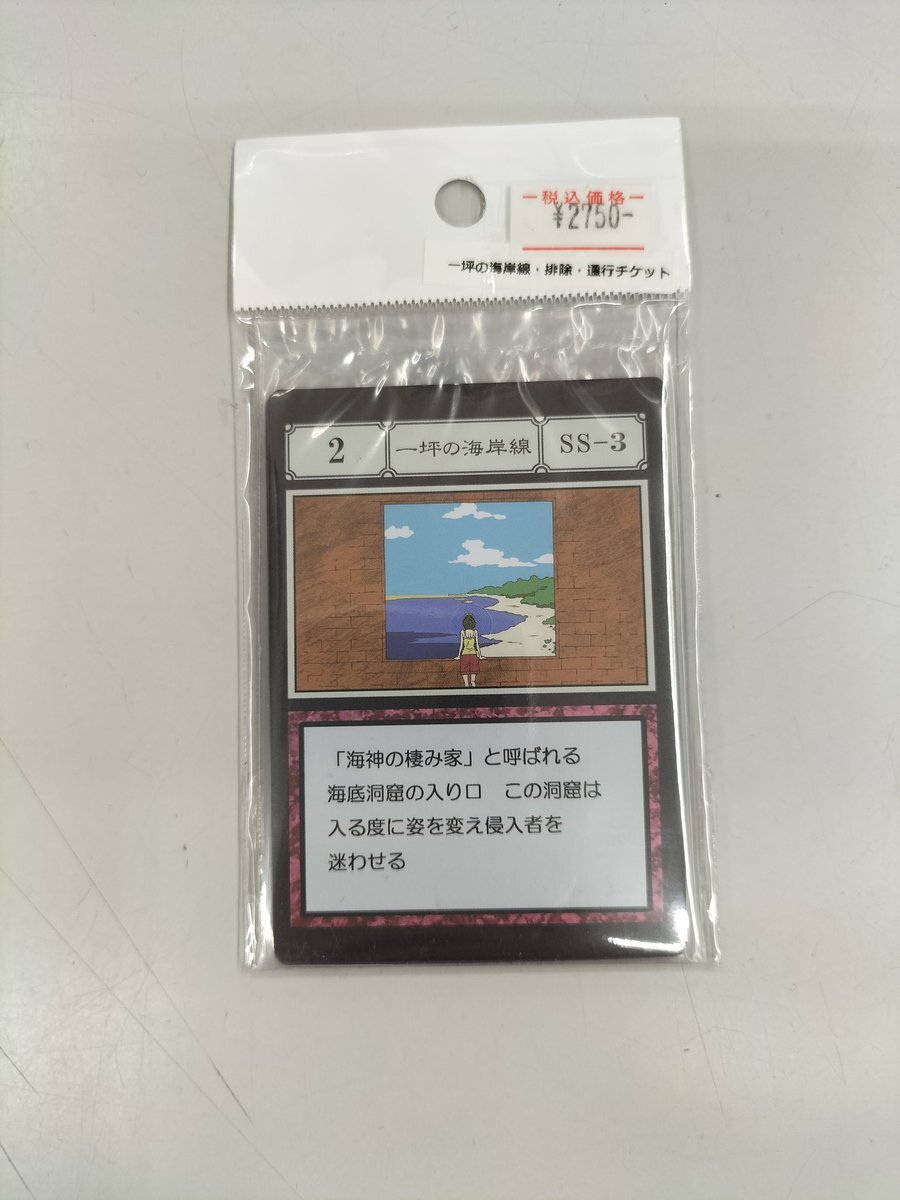 税込価格
¥2750-
一坪の海岸線・排除・通行チケット
2
一坪の海岸線
SS-3
「海神の棲み家」と呼ばれる
海底洞窟の入り口　この洞窟は
入る度に姿を変え侵入者を
迷わせる